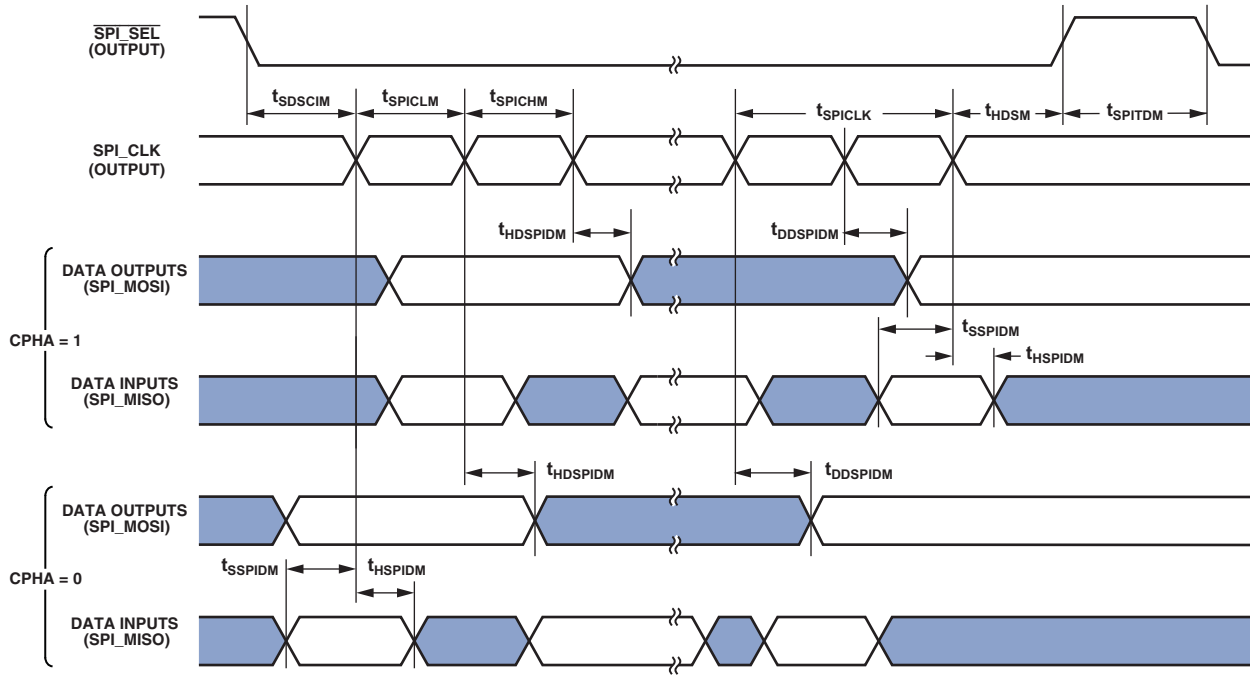 SPI_SEL
(OUTPUT)
tSDSCIM
tSPICLM
tSPICHM
tSPICLK
tHDSM
tSPITDM
SPI_CLK
(OUTPUT)
tHDSPIDM
tDDSPIDM
DATA OUTPUTS
(SPI_MOSI)
CPHA = 1
tSSPIDM
tHSPIDM
DATA INPUTS
(SPI_MISO)
tHDSPIDM
tDDSPIDM
DATA OUTPUTS
(SPI_MOSI)
CPHA = 0
tSSPIDM
tHSPIDM
DATA INPUTS
(SPI_MISO)